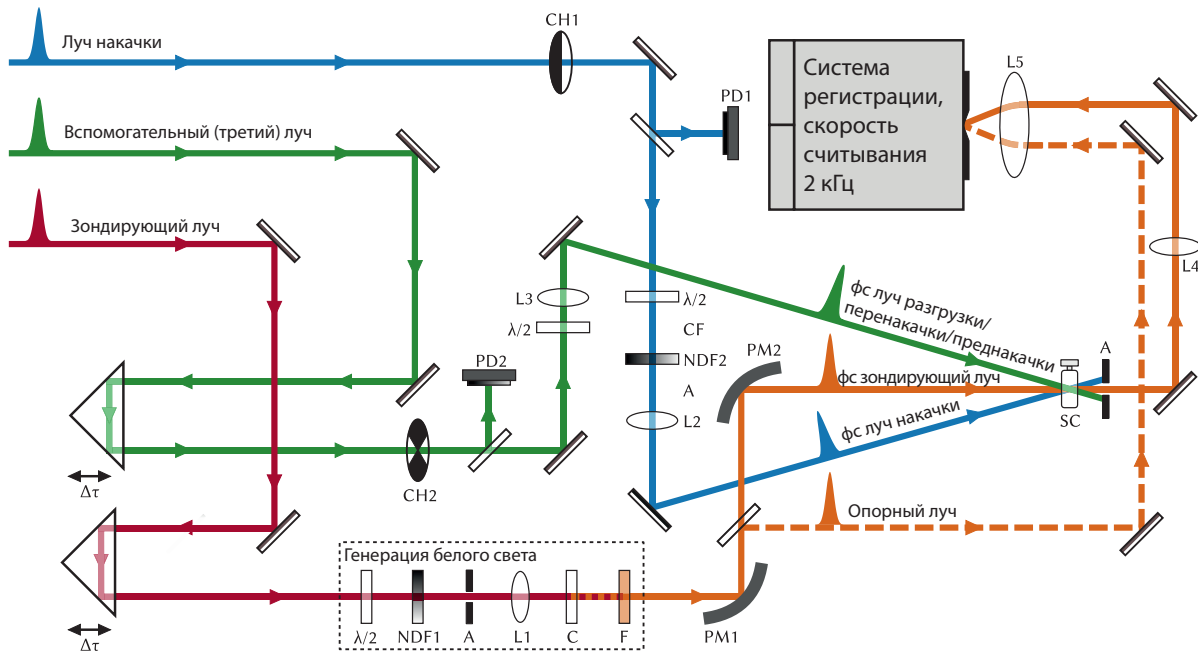 CH1
Луч накачки
PD1
Система
регистрации,
скорость
считывания
2 кГц
L5
Вспомогательный (третий) луч
Зондирующий луч
L4
L3
λ/2
λ/2
CF
NDF2
A
L2
PD2
CH2
Δτ
Δτ
фс луч разгрузки/
перенакачки/преднакачки
PM2
фс зондирующий луч
A
SC
фс луч накачки
Опорный луч
Генерация белого света
λ/2
NDF1
A
L1
C
F
PM1